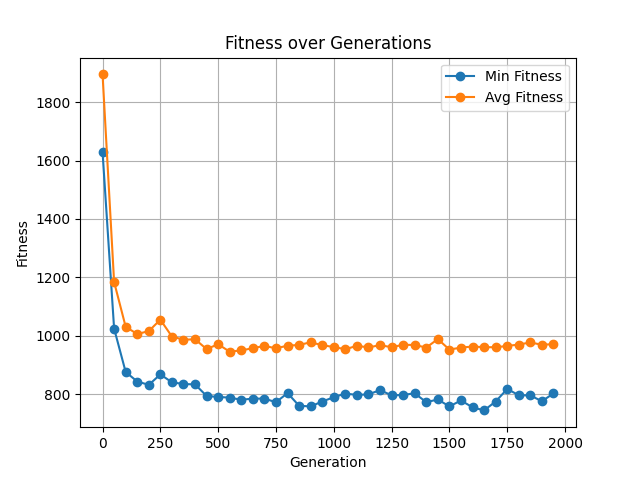 Fitness over Generations
Min Fitness
Avg Fitness
1800
1600
1400
1200
1000
800
Fitness
0 250 500 750 1000 1250 1500 1750 2000
Generation